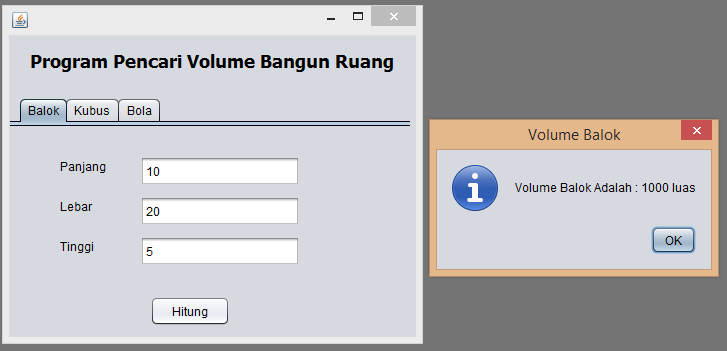 Program Pencari Volume Bangun Ruang
Balok Kubus Bola
Panjang 10
Lebar 20
Tinggi 5
Hitung
Volume Balok
Volume Balok Adalah : 1000 luas
OK